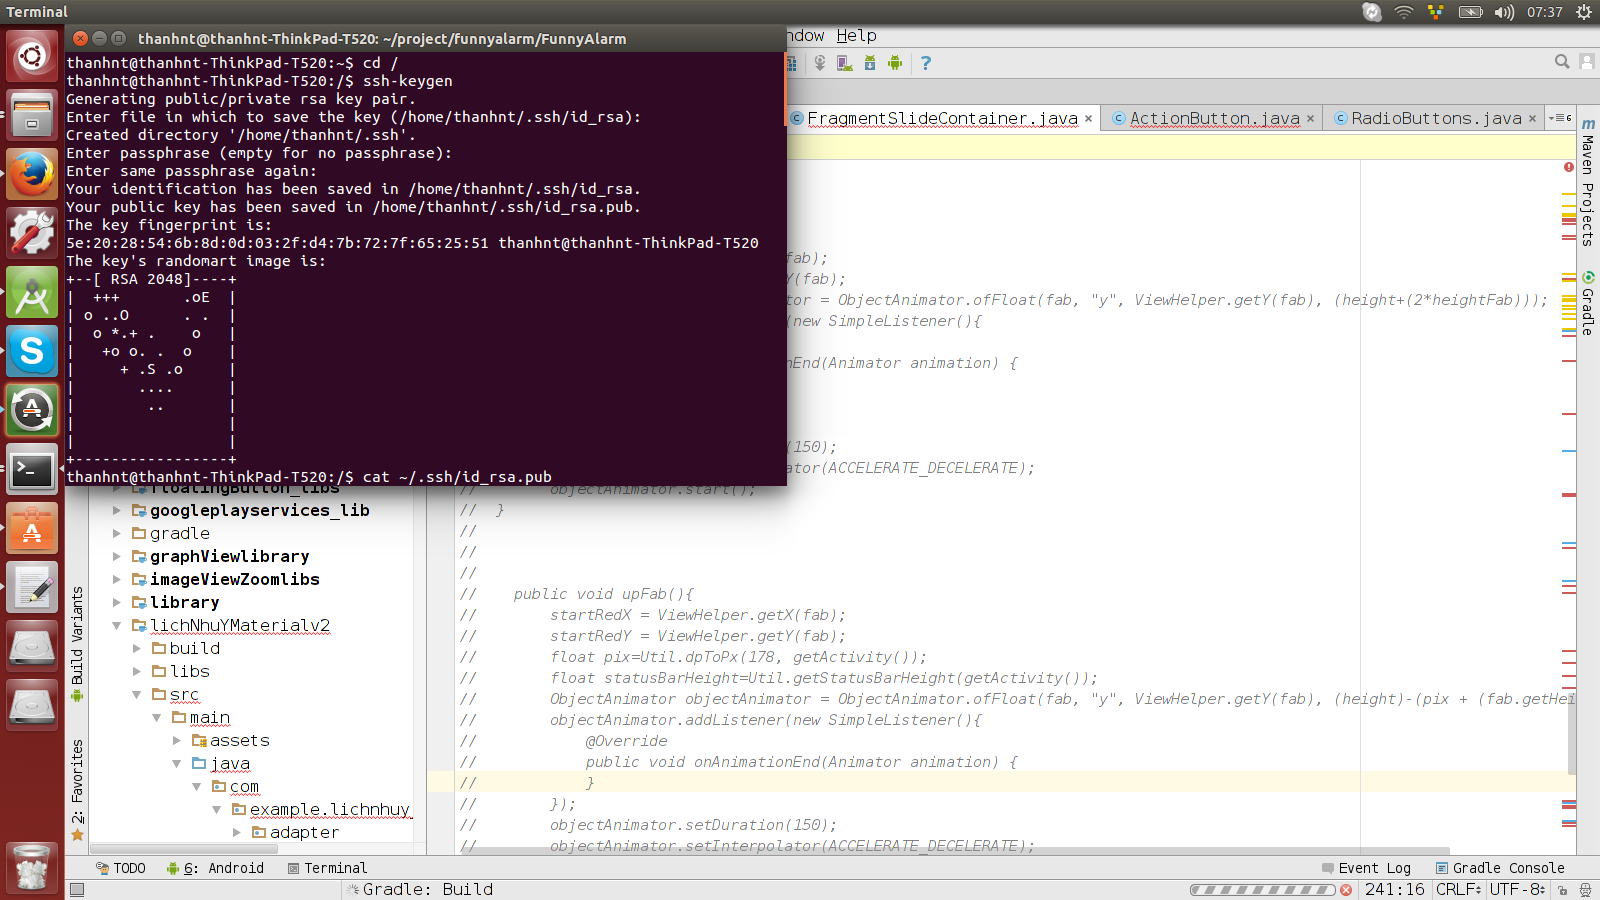 Terminal
07:37
thanhnt@thanhnt-ThinkPad-T520: ~/project/funnyalarm/FunnyAlarm
thanhnt@thanhnt-ThinkPad-T520:~$ cd /
thanhnt@thanhnt-ThinkPad-T520:/$ ssh-keygen
Generating public/private rsa key pair.
Enter file in which to save the key (/home/thanhnt/.ssh/id_rsa):
Created directory '/home/thanhnt/.ssh'.
Enter passphrase (empty for no passphrase):
Enter same passphrase again:
Your identification has been saved in /home/thanhnt/.ssh/id_rsa.
Your public key has been saved in /home/thanhnt/.ssh/id_rsa.pub.
The key fingerprint is:
5e:20:28:54:6b:8d:0d:03:2f:d4:7b:72:7f:65:25:51 thanhnt@thanhnt-ThinkPad-T520
The key's randomart image is:
+--[ RSA 2048]----+
|  +++       .oE  |
| o ..O      . .  |
|  o *.+ .    o   |
|   +o o. .  o    |
|     + .S .o     |
|       ....      |
|        ..       |
|                 |
|                 |
+-----------------+
thanhnt@thanhnt-ThinkPad-T520:/$ cat ~/.ssh/id_rsa.pub
ndow Help
FragmentSlideContainer.java
ActionButton.java
RadioButtons.java
6
fab);
Y(fab);
tor = ObjectAnimator.ofFloat(fab, "y", ViewHelper.getY(fab), (height+(2*heightFab)));
(new SimpleListener(){
nEnd(Animator animation) {
(150);
ator(ACCELERATE_DECELERATE);
// objectAnimator.start();
// }
//
//
//
// public void upFab(){
// startRedX = ViewHelper.getX(fab);
// startRedY = ViewHelper.getY(fab);
// float pix=Util.dpToPx(178, getActivity());
// float statusBarHeight=Util.getStatusBarHeight(getActivity());
// ObjectAnimator objectAnimator = ObjectAnimator.ofFloat(fab, "y", ViewHelper.getY(fab), (height)-(pix + (fab.getHei
// objectAnimator.addListener(new SimpleListener(){
// @Override
// public void onAnimationEnd(Animator animation) {
// }
// });
// objectAnimator.setDuration(150);
// objectAnimator.setInterpolator(ACCELERATE_DECELERATE);
Maven Projects
Gradle
Build Variants
2: Favorites
floatingButton_libs
googleplayservices_lib
gradle
graphViewlibrary
imageViewZoomlibs
library
lichNhuYMaterialv2
build
libs
src
main
assets
java
com
example.lichnhuy
adapter
TODO
6: Android
Terminal
Event Log
Gradle Console
Gradle: Build
241:16
CRLF
UTF-8